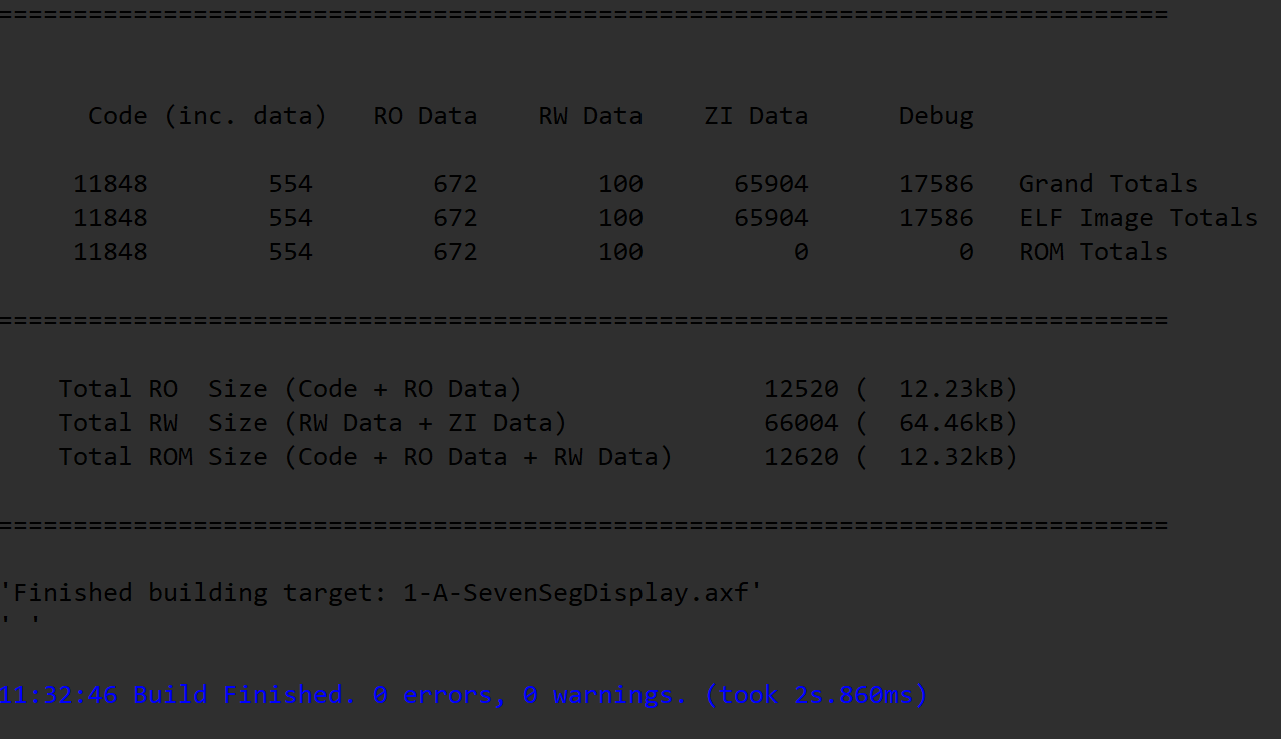 ==============================================================================
Code (inc. data)   RO Data    RW Data    ZI Data      Debug
11848        554        672        100      65904      17586   Grand Totals
11848        554        672        100      65904      17586   ELF Image Totals
11848        554        672        100          0          0   ROM Totals
==============================================================================
Total RO  Size (Code + RO Data)                12520 (  12.23kB)
Total RW  Size (RW Data + ZI Data)             66004 (  64.46kB)
Total ROM Size (Code + RO Data + RW Data)      12620 (  12.32kB)
==============================================================================
'Finished building target: 1-A-SevenSegDisplay.axf'
' '
11:32:46 Build Finished. 0 errors, 0 warnings. (took 2s.860ms)